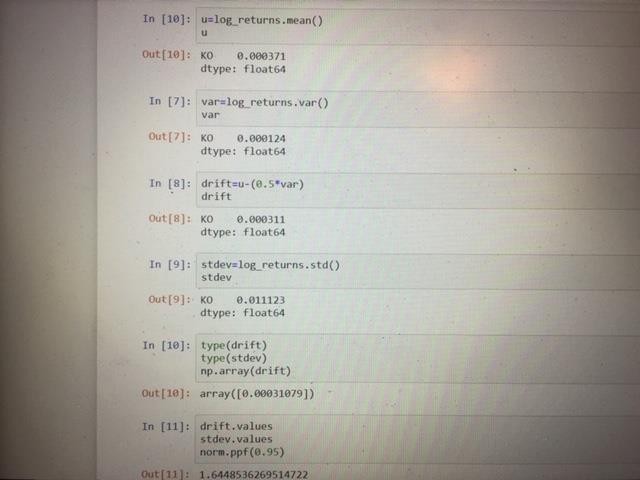 In [10]: u=log_returns.mean()
u
Out[10]: KO 0.000371
dtype: float64
In [7]: var=log_returns.var()
var
Out[7]: KO 0.000124
dtype: float64
In [8]: drift=u-(0.5*var)
drift
Out[8]: KO 0.000311
dtype: float64
In [9]: stdev=log_returns.std()
stdev
Out[9]: KO 0.011123
dtype: float64
In [10]: type(drift)
type(stdev)
np.array(drift)
Out[10]: array([0.00031079])
In [11]: drift.values
stdev.values
norm.ppf(0.95)
Out[11]: 1.6448536269514722